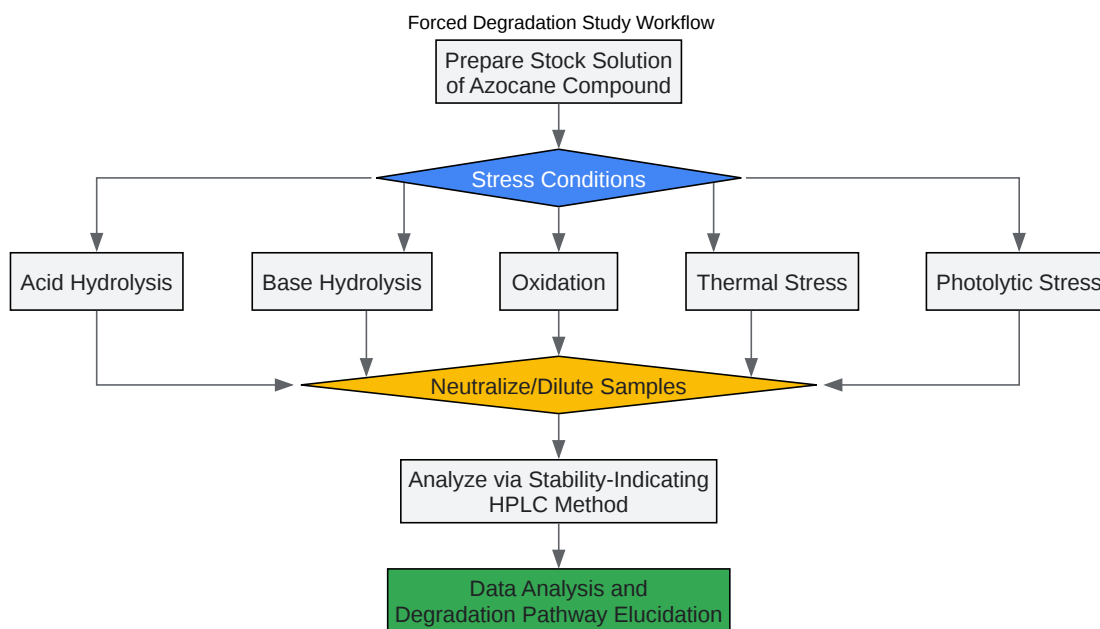 Forced Degradation Study Workflow
Prepare Stock Solution
of Azocane Compound
Stress Conditions
Acid Hydrolysis
Base Hydrolysis
Oxidation
Thermal Stress
Photolytic Stress
Neutralize/Dilute Samples
Analyze via Stability-Indicating
HPLC Method
Data Analysis and
Degradation Pathway Elucidation